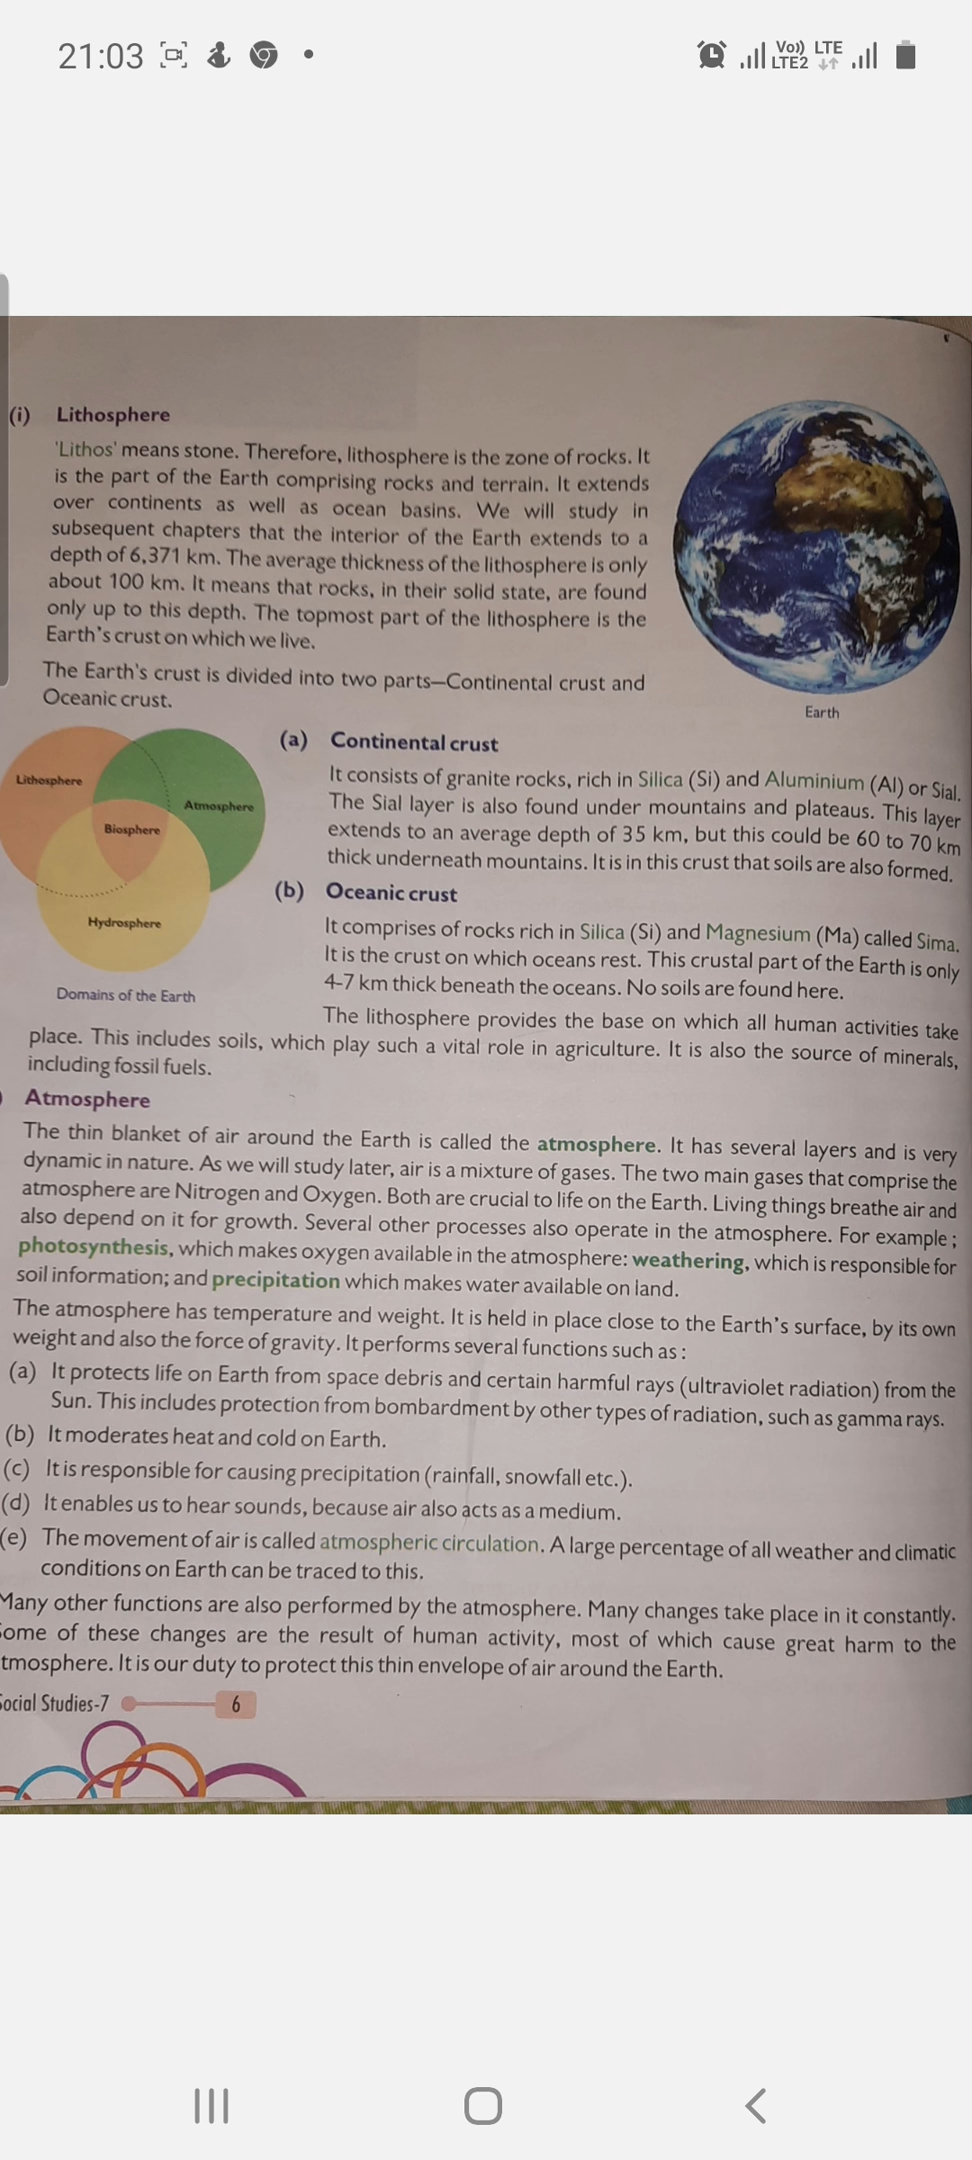 21:03
Vo)) LTE
LTE2
(i) Lithosphere
'Lithos' means stone. Therefore, lithosphere is the zone of rocks. It
is the part of the Earth comprising rocks and terrain. It extends
over continents as well as ocean basins. We will study in
subsequent chapters that the interior of the Earth extends to a
depth of 6,371 km. The average thickness of the lithosphere is only
about 100 km. It means that rocks, in their solid state, are found
only up to this depth. The topmost part of the lithosphere is the
Earth's crust on which we live.
The Earth's crust is divided into two parts—Continental crust and
Oceanic crust.
Earth
Lithosphere
Atmosphere
Biosphere
Hydrosphere
Domains of the Earth
(a) Continental crust
It consists of granite rocks, rich in Silica (Si) and Aluminium (Al) or Sial.
The Sial layer is also found under mountains and plateaus. This layer
extends to an average depth of 35 km, but this could be 60 to 70 km
thick underneath mountains. It is in this crust that soils are also formed.
(b) Oceanic crust
It comprises of rocks rich in Silica (Si) and Magnesium (Ma) called Sima.
It is the crust on which oceans rest. This crustal part of the Earth is only
4-7 km thick beneath the oceans. No soils are found here.
The lithosphere provides the base on which all human activities take
place. This includes soils, which play such a vital role in agriculture. It is also the source of minerals,
including fossil fuels.
) Atmosphere
The thin blanket of air around the Earth is called the atmosphere. It has several layers and is very
dynamic in nature. As we will study later, air is a mixture of gases. The two main gases that comprise the
atmosphere are Nitrogen and Oxygen. Both are crucial to life on the Earth. Living things breathe air and
also depend on it for growth. Several other processes also operate in the atmosphere. For example ;
photosynthesis, which makes oxygen available in the atmosphere: weathering, which is responsible for
soil information; and precipitation which makes water available on land.
The atmosphere has temperature and weight. It is held in place close to the Earth's surface, by its own
weight and also the force of gravity. It performs several functions such as :
(a) It protects life on Earth from space debris and certain harmful rays (ultraviolet radiation) from the
Sun. This includes protection from bombardment by other types of radiation, such as gamma rays.
(b) It moderates heat and cold on Earth.
(c) It is responsible for causing precipitation (rainfall, snowfall etc.).
(d) It enables us to hear sounds, because air also acts as a medium.
(e) The movement of air is called atmospheric circulation. A large percentage of all weather and climatic
conditions on Earth can be traced to this.
Many other functions are also performed by the atmosphere. Many changes take place in it constantly.
Some of these changes are the result of human activity, most of which cause great harm to the
tmosphere. It is our duty to protect this thin envelope of air around the Earth.
Social Studies-7 6